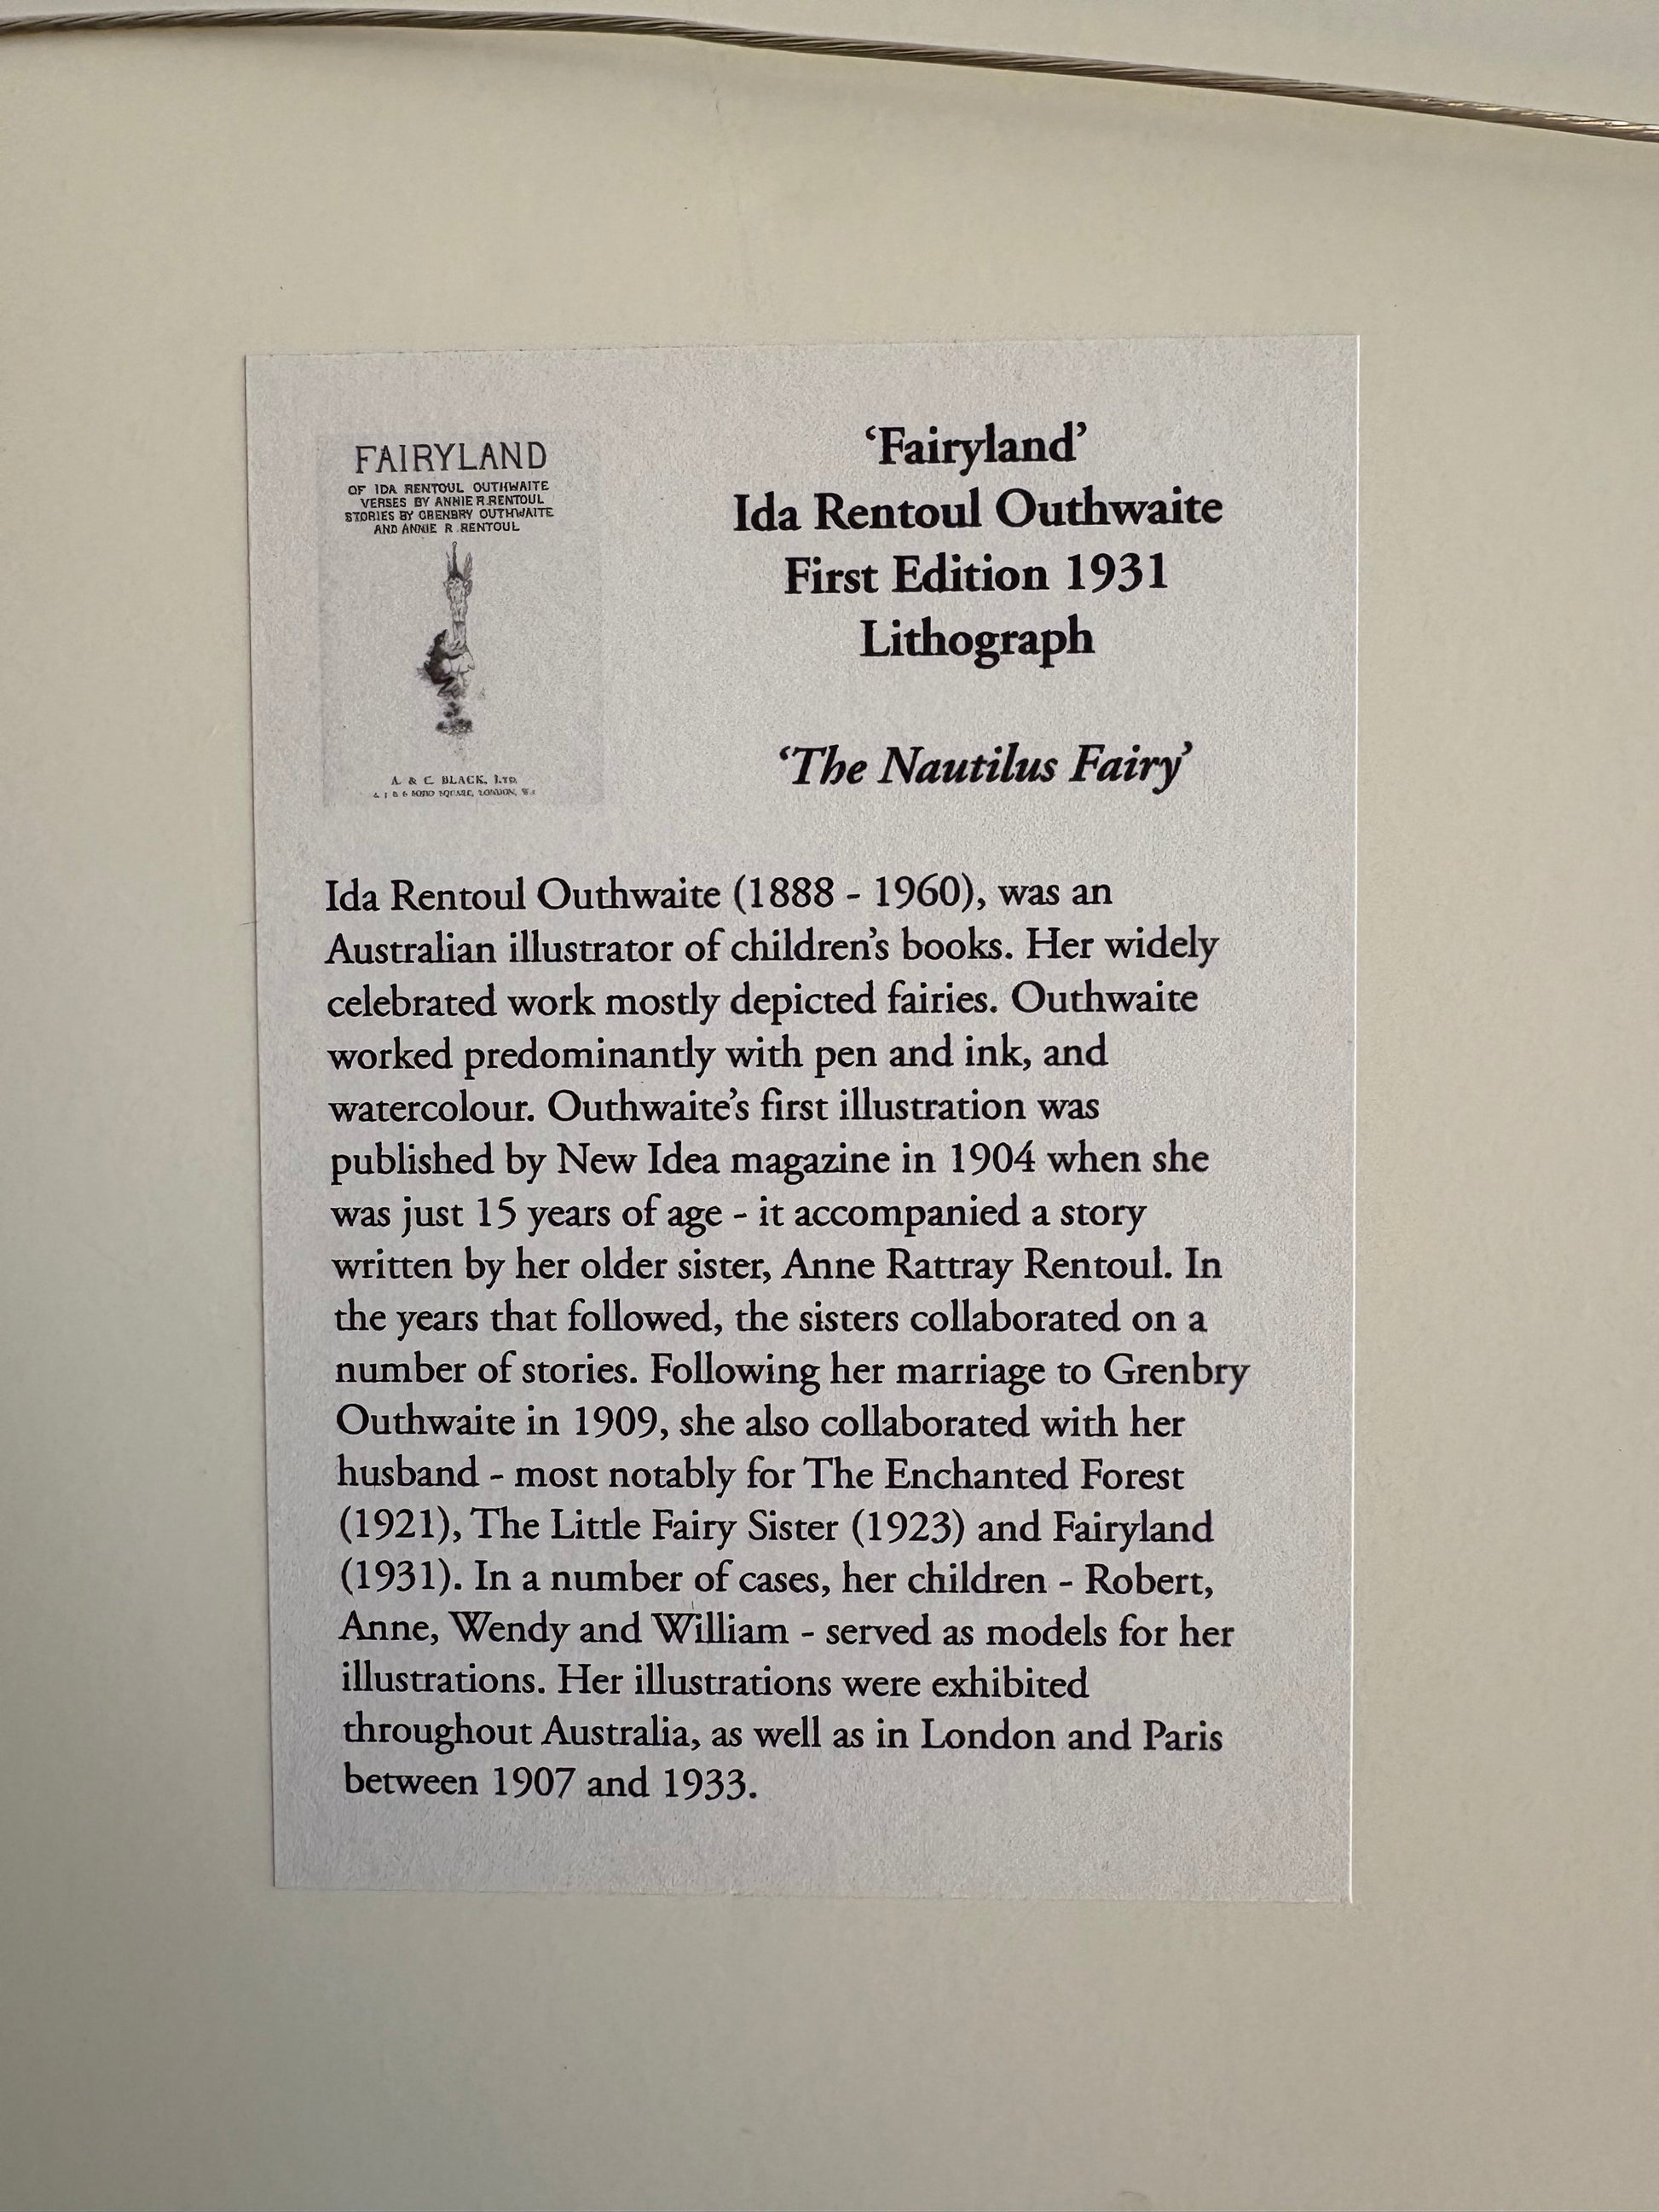 FAIRYLAND
OF IDA RENTOUL OUTHWAITE
VERSES BY ANNIE R. RENTOUL
STORIES BY GRENBRY OUTHWAITE
AND ANNIE R. RENTOUL
A. & C. BLACK, LTD.
SOHO SQUARE, LONDON, W.1
‘Fairyland’
Ida Rentoul Outhwaite
First Edition 1931
Lithograph
‘The Nautilus Fairy’
Ida Rentoul Outhwaite (1888 - 1960), was an
Australian illustrator of children’s books. Her widely
celebrated work mostly depicted fairies. Outhwaite
worked predominantly with pen and ink, and
watercolour. Outhwaite’s first illustration was
published by New Idea magazine in 1904 when she
was just 15 years of age - it accompanied a story
written by her older sister, Anne Rattray Rentoul. In
the years that followed, the sisters collaborated on a
number of stories. Following her marriage to Grenbry
Outhwaite in 1909, she also collaborated with her
husband - most notably for The Enchanted Forest
(1921), The Little Fairy Sister (1923) and Fairyland
(1931). In a number of cases, her children - Robert,
Anne, Wendy and William - served as models for her
illustrations. Her illustrations were exhibited
throughout Australia, as well as in London and Paris
between 1907 and 1933.